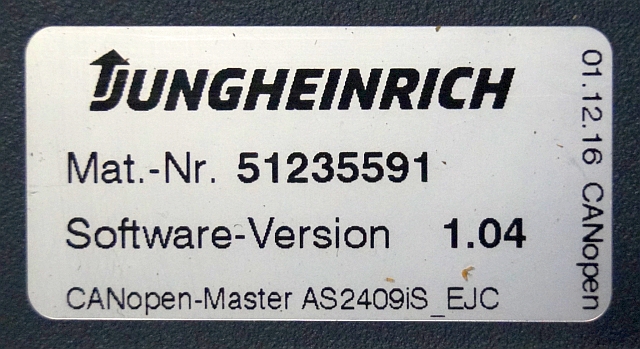 JUNGHEINRICH
Mat.-Nr. 51235591
Software-Version 1.04
CANopen-Master AS2409iS_EJC
01.12.16 CANopen